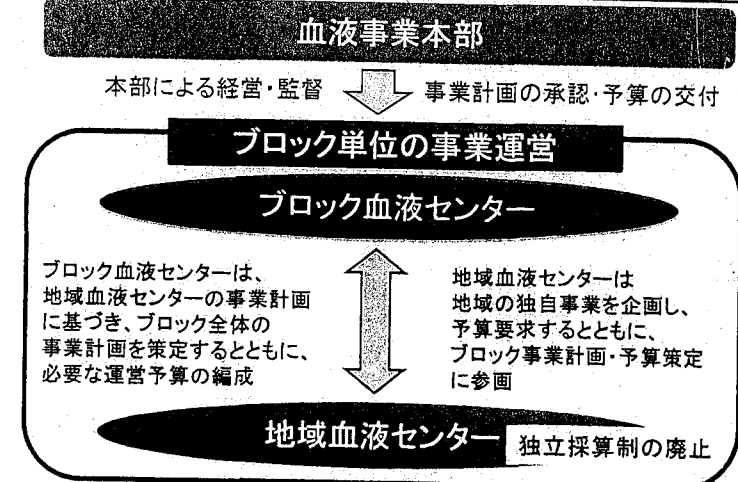 血液事業本部
本部による経営・監督
事業計画の承認・予算の交付
ブロック単位の事業運営
ブロック血液センター
ブロック血液センターは、
地域血液センターの事業計画
に基づき、ブロック全体の
事業計画を策定するとともに、
必要な運営予算の編成
地域血液センターは
地域の独自事業を企画し、
予算要求するとともに、
ブロック事業計画・予算策定
に参画
地域血液センター
独立採算制の廃止